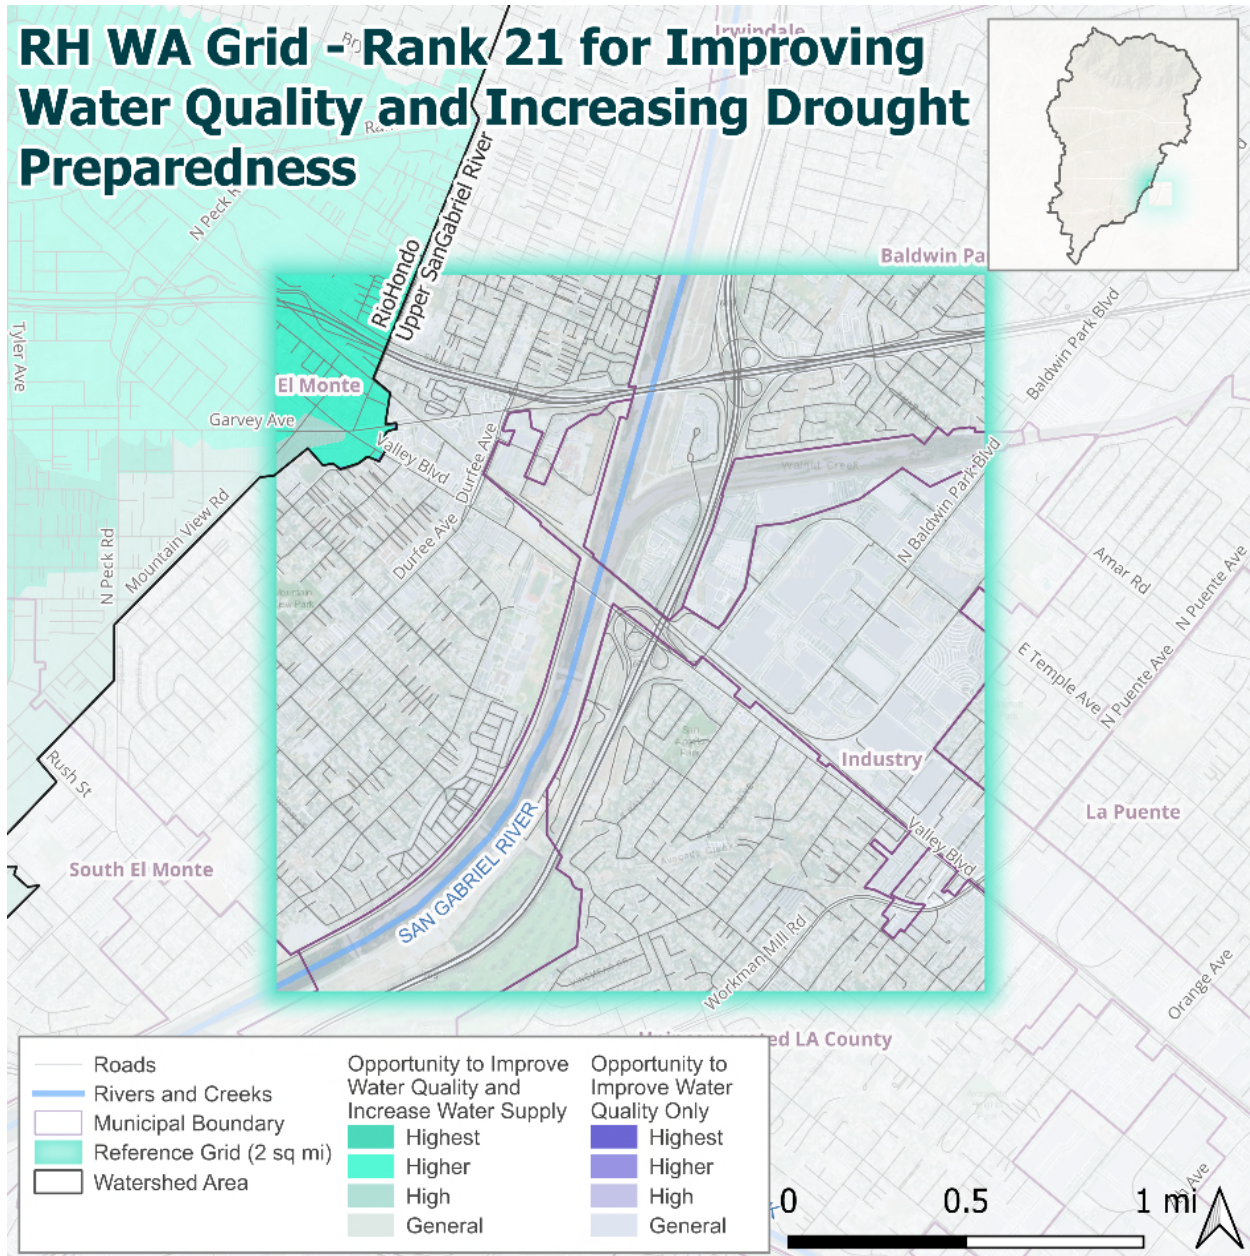 RH WA Grid - Rank 21 for Improving
Water Quality and Increasing Drought
Preparedness
Irwindale
N Peck R
RioHondo
Upper SanGabriel River
Baldwin Pa
Baldwin Park Blvd
Tyler Ave
El Monte
Garvey Ave
Valley Blvd
Durfee Ave
Walnut Creek
N Baldwin Park Blvd
Mountain View Rd
N Peck Rd
Durfee Ave
Amar Rd
N Puente Ave
E Temple Ave
N Puente Ave
Rush St
Industry
La Puente
South El Monte
SAN GABRIEL RIVER
Valley Blvd
Workman Mill Rd
Orange Ave
ed LA County
Roads
Rivers and Creeks
Municipal Boundary
Reference Grid (2 sq mi)
Watershed Area
Opportunity to Improve
Water Quality and
Increase Water Supply
Highest
Higher
High
General
Opportunity to
Improve Water
Quality Only
Highest
Higher
High
General
0 0.5 1 mi